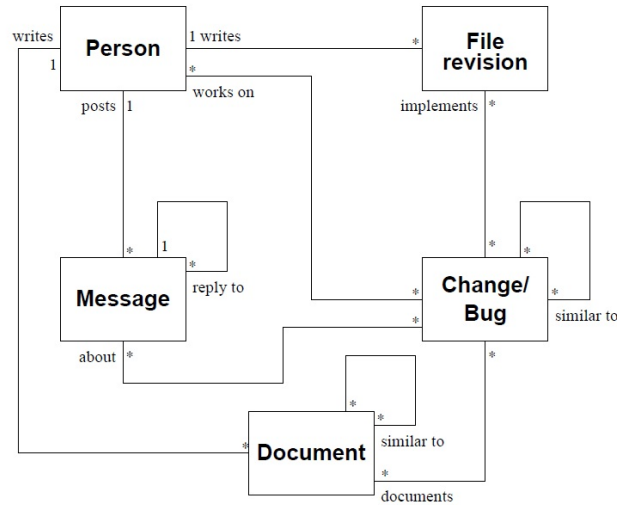 writes
1
Person
1 writes
*
File
revision
*
works on
posts
1
implements
*
1
*
*
reply to
*
Message
*
*
*
*
Change/
Bug
*
similar to
about
*
*
*
*
similar to
*
Document
*
documents